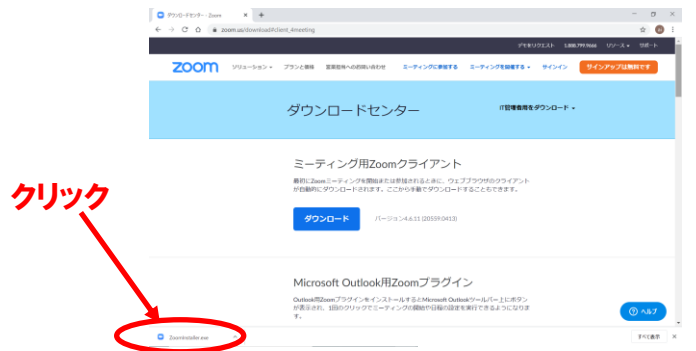 ダウンロードセンター - Zoom
zoom.us/download#client_4meeting
デモをリクエスト 1.888.799.9666 リソース サポート
zoom ソリューション プランと価格 営業担当へのお問い合わせ ミーティングに参加する ミーティングを開催する サインイン サインアップは無料です
ダウンロードセンター
IT管理者用をダウンロード
ミーティング用Zoomクライアント
最初にZoomミーティングを開始または参加されるときに、ウェブブラウザのクライアント
が自動的にダウンロードされます。ここから手動でダウンロードすることもできます。
クリック
ダウンロード バージョン4.6.11 (20559.0413)
Microsoft Outlook用Zoomプラグイン
Outlook用ZoomプラグインをインストールするとMicrosoft Outlookツールバー上にボタン
が表示され、1回のクリックでミーティングの開始や日程の設定を実行できるようになりま
す。
ヘルプ
ZoomInstaller.exe
すべて表示